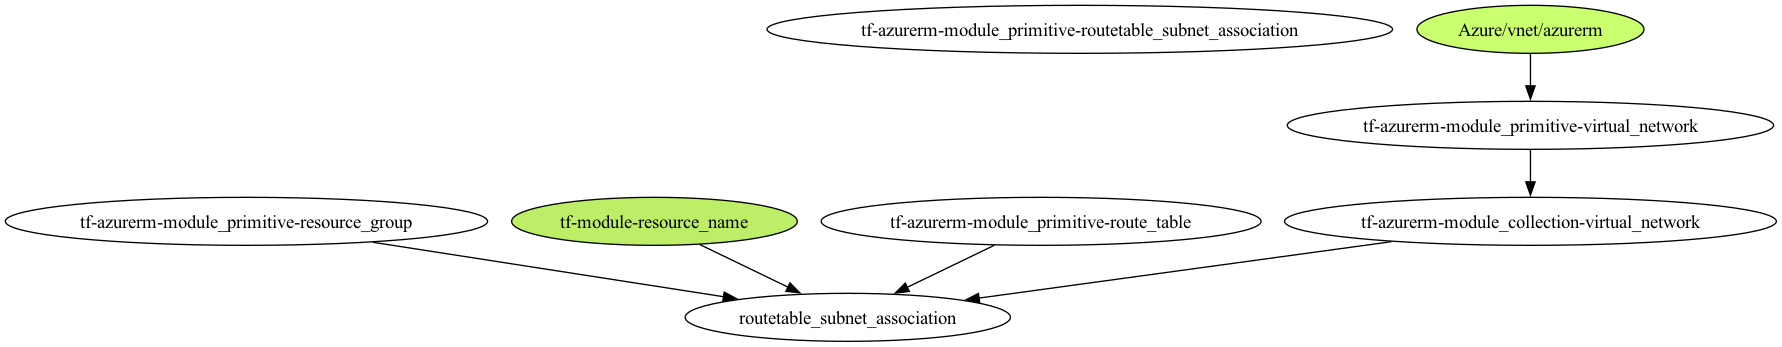 tf-azurerm-module_primitive-routetable_subnet_association
Azure/vnet/azurerm
tf-azurerm-module_primitive-virtual_network
tf-azurerm-module_primitive-resource_group
tf-module-resource_name
tf-azurerm-module_primitive-route_table
tf-azurerm-module_collection-virtual_network
routetable_subnet_association